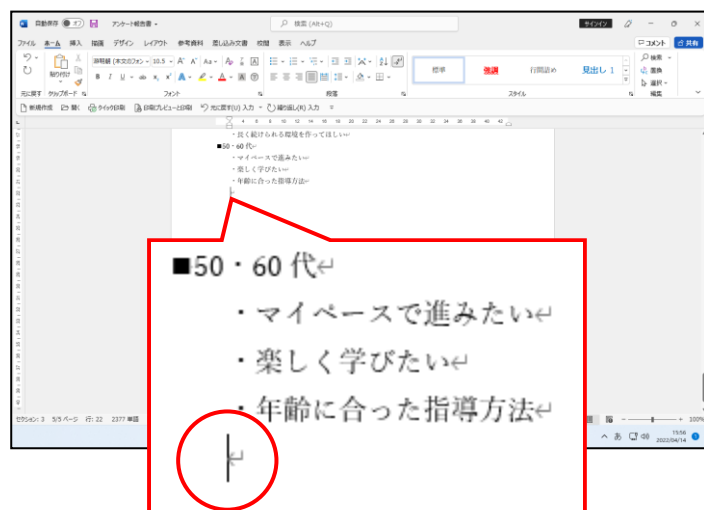 自動保存 オフ アンケート報告書 検索 (Alt+Q) サインイン
ファイル ホーム 挿入 描画 デザイン レイアウト 参考資料 差し込み文書 校閲 表示 ヘルプ コメント 共有
貼り付け 10.5 標準 強調 行間詰め 見出し 1 検索
置換
選択
元に戻す クリップボード フォント 段落 スタイル 編集
新規作成 開く クイック印刷 印刷プレビューと印刷 元に戻す(U) 入力 繰り返し(R) 入力
・長く続けられる環境を作ってほしい
■50・60 代
・マイペースで進みたい
・楽しく学びたい
・年齢に合った指導方法
■50・60 代
・マイペースで進みたい
・楽しく学びたい
・年齢に合った指導方法
セクション: 3 5/5 ページ 行: 22 2377 単語 100%
あ 15:56
2022/04/14